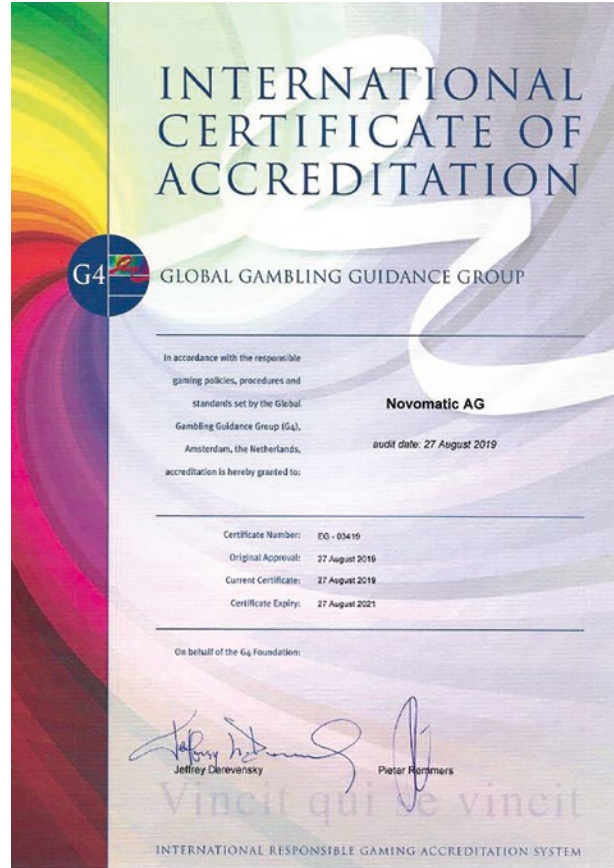 INTERNATIONAL
CERTIFICATE OF
ACCREDITATION
G4
GLOBAL GAMBLING GUIDANCE GROUP
In accordance with the responsible
gaming policies, procedures and
standards set by the Global
Gambling Guidance Group (G4),
Amsterdam, the Netherlands,
accreditation is hereby granted to:
Novomatic AG
audit date: 27 August 2019
Certificate Number: EG - 03419
Original Approval: 27 August 2019
Current Certificate: 27 August 2019
Certificate Expiry: 27 August 2021
On behalf of the G4 Foundation:
Jeffrey Derevensky
Pieter Remmers
Vincit qui se vincit
INTERNATIONAL RESPONSIBLE GAMING ACCREDITATION SYSTEM